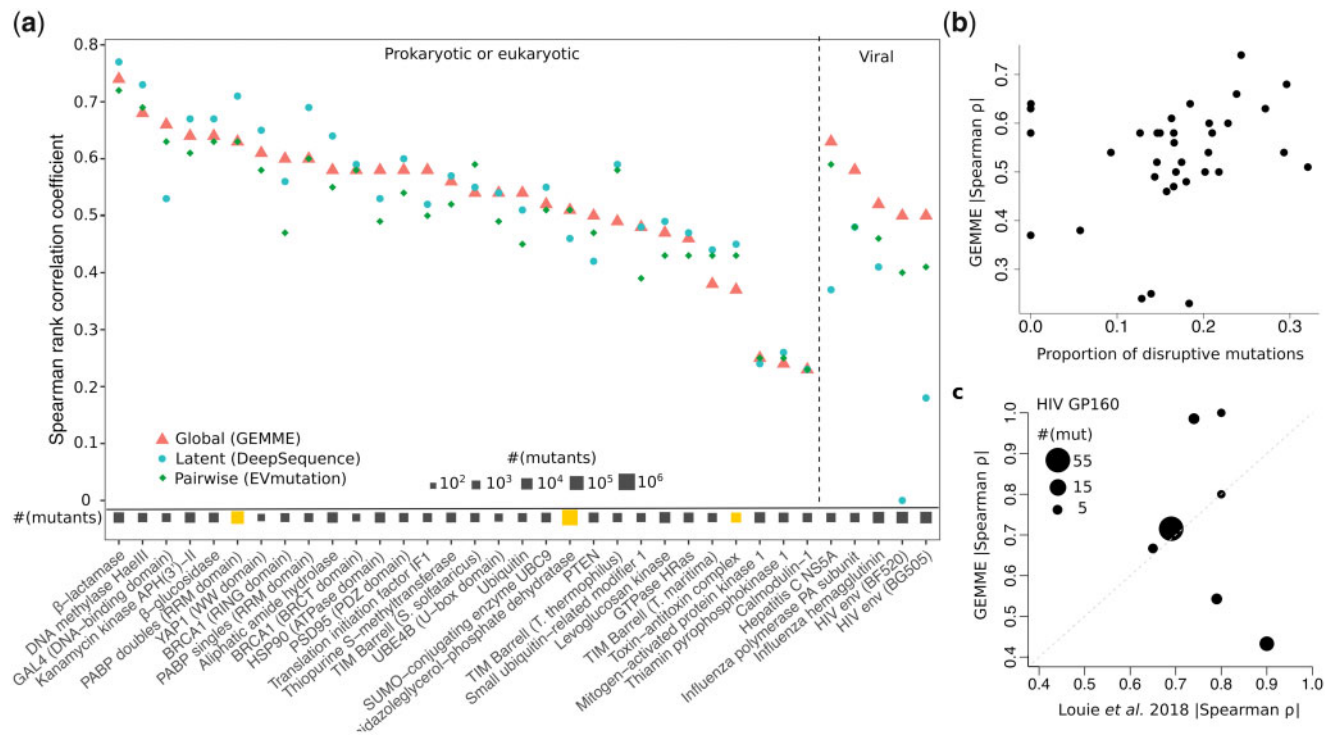 (a)
0.8
0.7
0.6
0.5
0.4
0.3
0.2
0.1
0
Spearman rank correlation coefficient
Prokaryotic or eukaryotic
Viral
Global (GEMME)
Latent (DeepSequence)
Pairwise (EVmutation)
#(mutants)
10² 10³ 10⁴ 10⁵ 10⁶
#(mutants)
β−lactamase
DNA methylase HaeIII
GAL4 (DNA−binding domain)
Kanamycin kinase APH(3')−II
β−glucosidase
PABP doubles (RRM domain)
YAP1 (WW domain)
BRCA1 (RING domain)
PABP singles (RRM domain)
Aliphatic amide hydrolase
BRCA1 (BRCT domain)
HSP90 (ATPase domain)
PSD95 (PDZ domain)
Translation initiation factor IF1
Thiopurine S−methyltransferase
TIM Barrell (S. solfataricus)
UBE4B (U−box domain)
Ubiquitin
SUMO−conjugating enzyme UBC9
idazoleglycerol−phosphate dehydratase
PTEN
TIM Barrell (T. thermophilus)
Small ubiquitin−related modifier 1
Levoglucosan kinase
GTPase HRas
TIM Barrell (T. maritima)
Toxin−antitoxin complex
Mitogen−activated protein kinase 1
Thiamin pyrophosphokinase 1
Calmodulin−1
Hepatitis C NS5A
Influenza polymerase PA subunit
Influenza hemagglutinin
HIV env (BF520)
HIV env (BG505)
(b)
GEMME |Spearman ρ|
0.7
0.6
0.5
0.4
0.3
0.0 0.1 0.2 0.3
Proportion of disruptive mutations
c
HIV GP160
#(mut)
55
15
5
GEMME |Spearman ρ|
1.0
0.9
0.8
0.7
0.6
0.5
0.4
0.4 0.5 0.6 0.7 0.8 0.9 1.0
Louie et al. 2018 |Spearman ρ|